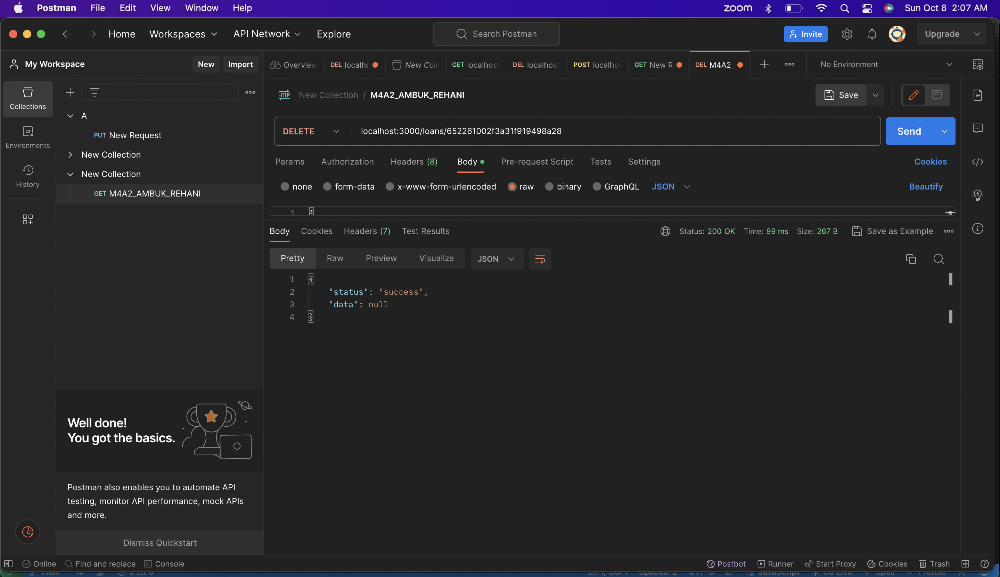 Postman File Edit View Window Help zoom Sun Oct 8 2:07 AM
Home Workspaces API Network Explore Search Postman Invite Upgrade
My Workspace New Import
Overview DEL localho New Colle GET localhost DEL localhost POST localhos GET New R DEL M4A2_ No Environment
Collections
Environments
History
A
PUT New Request
New Collection
New Collection
GET M4A2_AMBUK_REHANI
HTTP New Collection / M4A2_AMBUK_REHANI Save
DELETE localhost:3000/loans/652261002f3a31f919498a28 Send
Params Authorization Headers (8) Body Pre-request Script Tests Settings Cookies
none form-data x-www-form-urlencoded raw binary GraphQL JSON Beautify
1 {
Body Cookies Headers (7) Test Results Status: 200 OK Time: 99 ms Size: 267 B Save as Example
Pretty Raw Preview Visualize JSON
1 {
2 "status": "success",
3 "data": null
4 }
Well done!
You got the basics.
Postman also enables you to automate API
testing, monitor API performance, mock APIs
and more.
Dismiss Quickstart
Online Find and replace Console Postbot Runner Start Proxy Cookies Trash